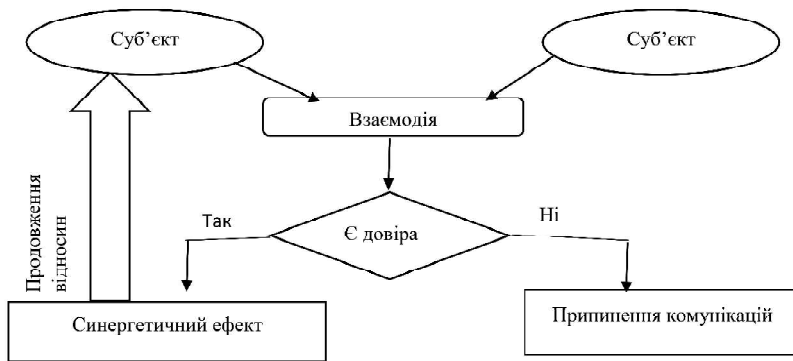 Суб’єкт
Суб’єкт
Взаємодія
Так
Є довіра
Ні
Продовження
відносин
Синергетичний ефект
Припинення комунікацій